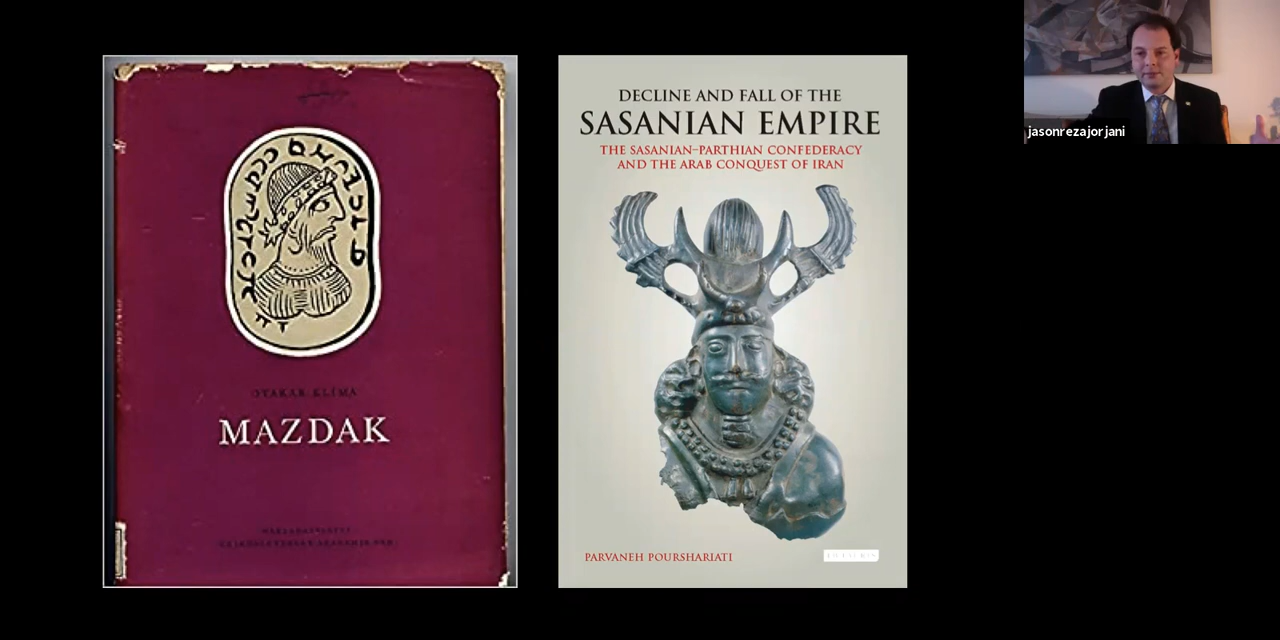 OTAKAR KLÍMA
MAZDAK
DECLINE AND FALL OF THE
SASANIAN EMPIRE
THE SASANIAN–PARTHIAN CONFEDERACY
AND THE ARAB CONQUEST OF IRAN
PARVANEH POURSHARIATI
jasonrezajorjani